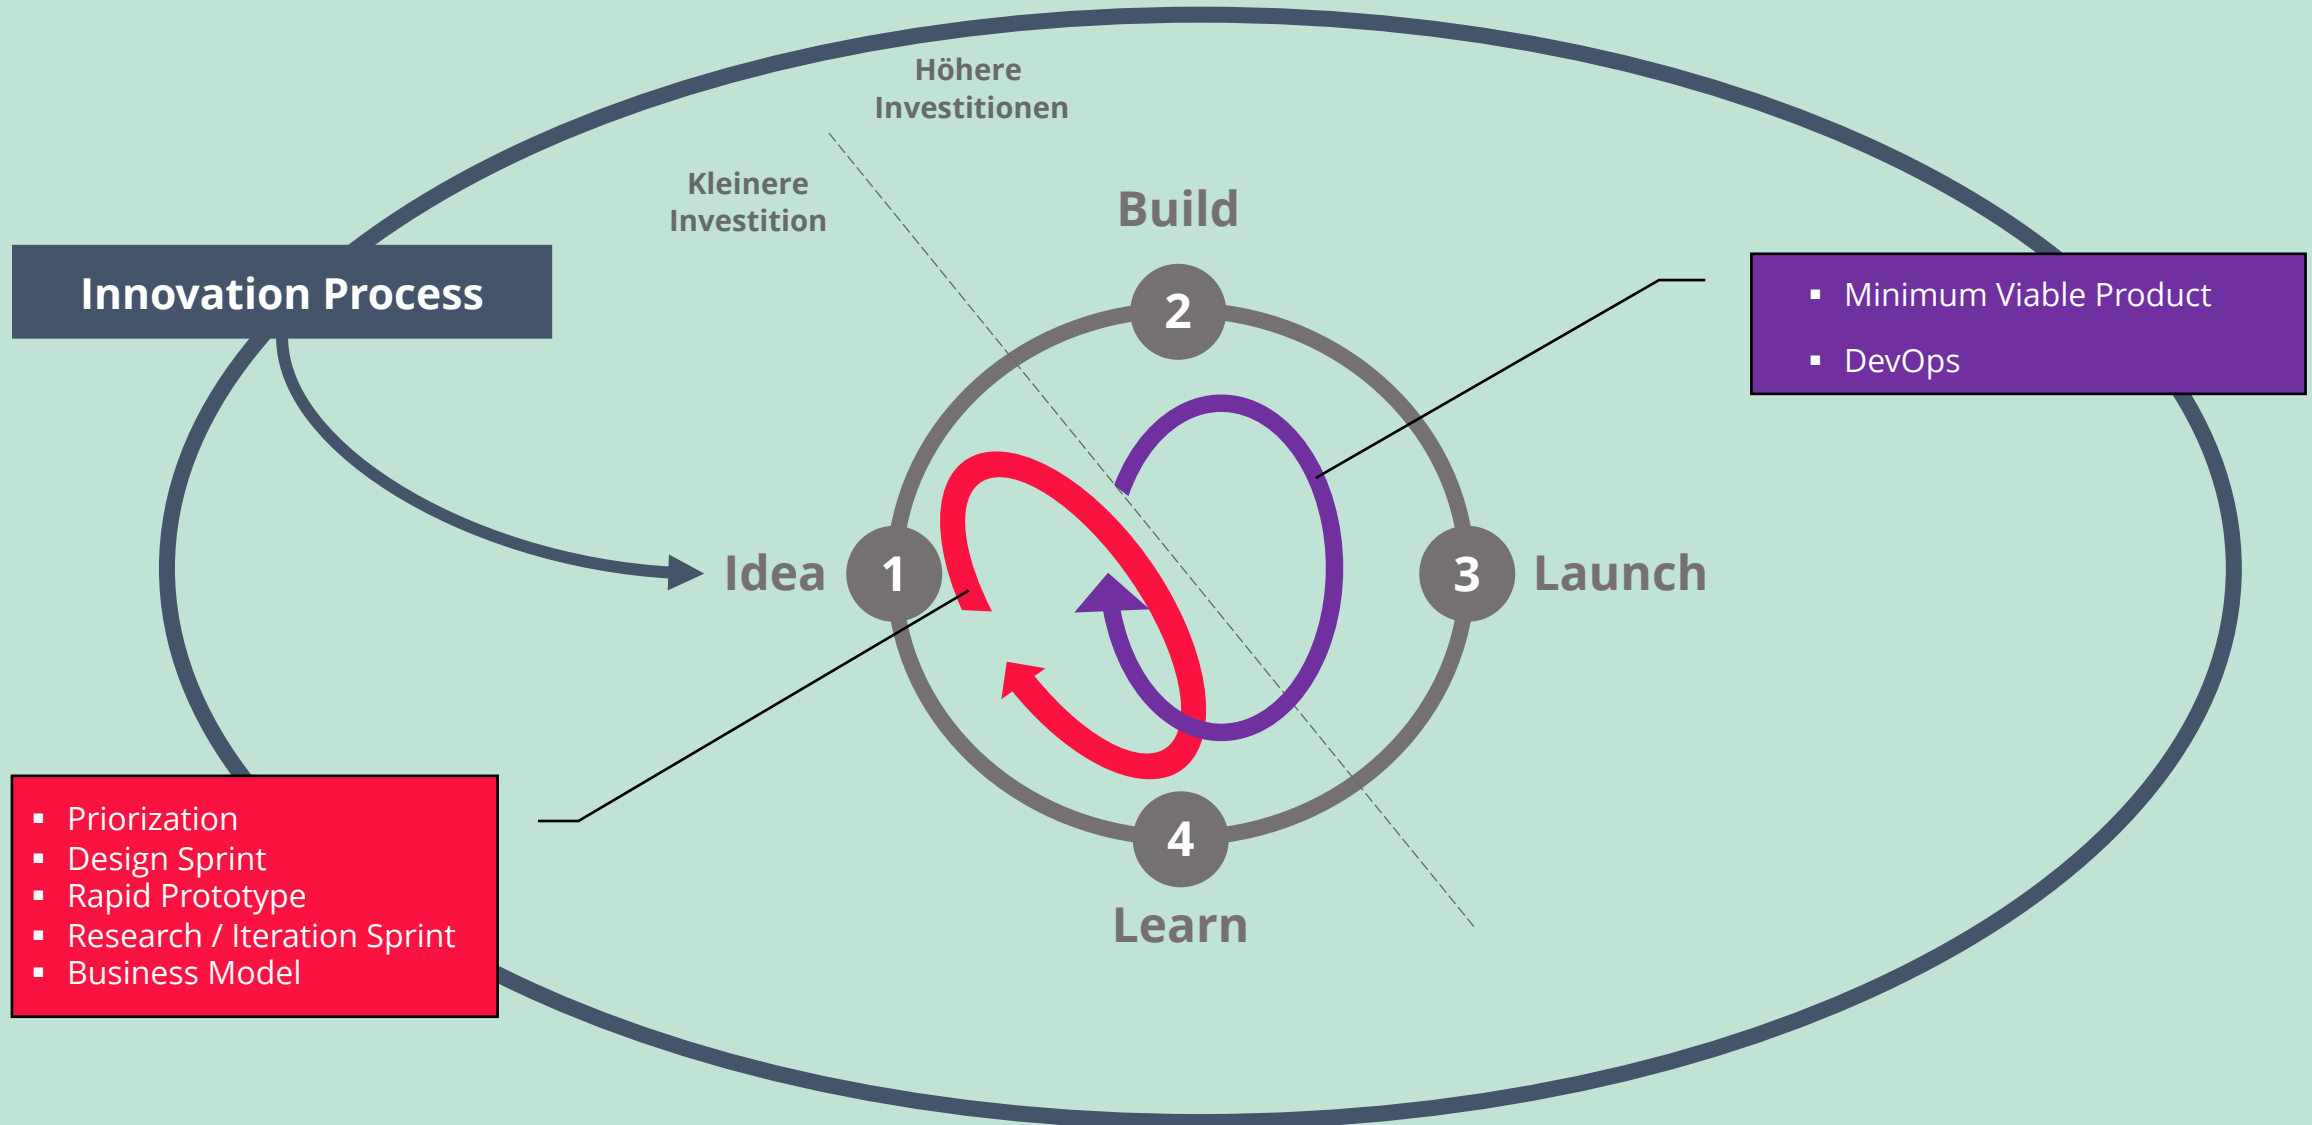 Höhere
Investitionen
Kleinere
Investition
Build
Innovation Process
2
▪ Minimum Viable Product
▪ DevOps
Idea
1
3
Launch
▪ Priorization
▪ Design Sprint
▪ Rapid Prototype
▪ Research / Iteration Sprint
▪ Business Model
4
Learn